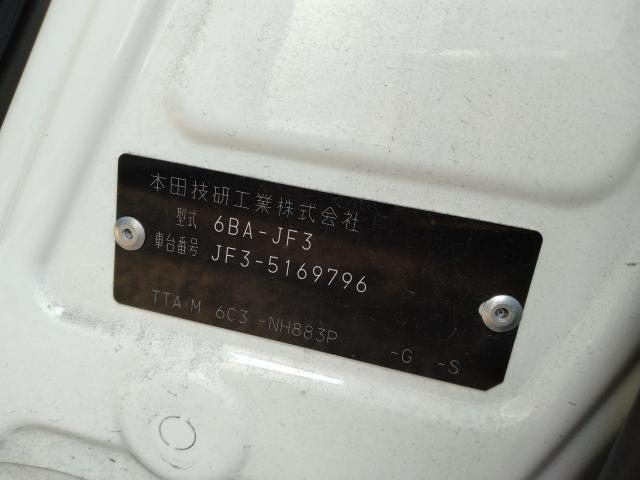 本田技研工業株式会社
型式 6BA-JF3
車台番号 JF3-5169796
TTA M 6C3 -NH883P -G -S